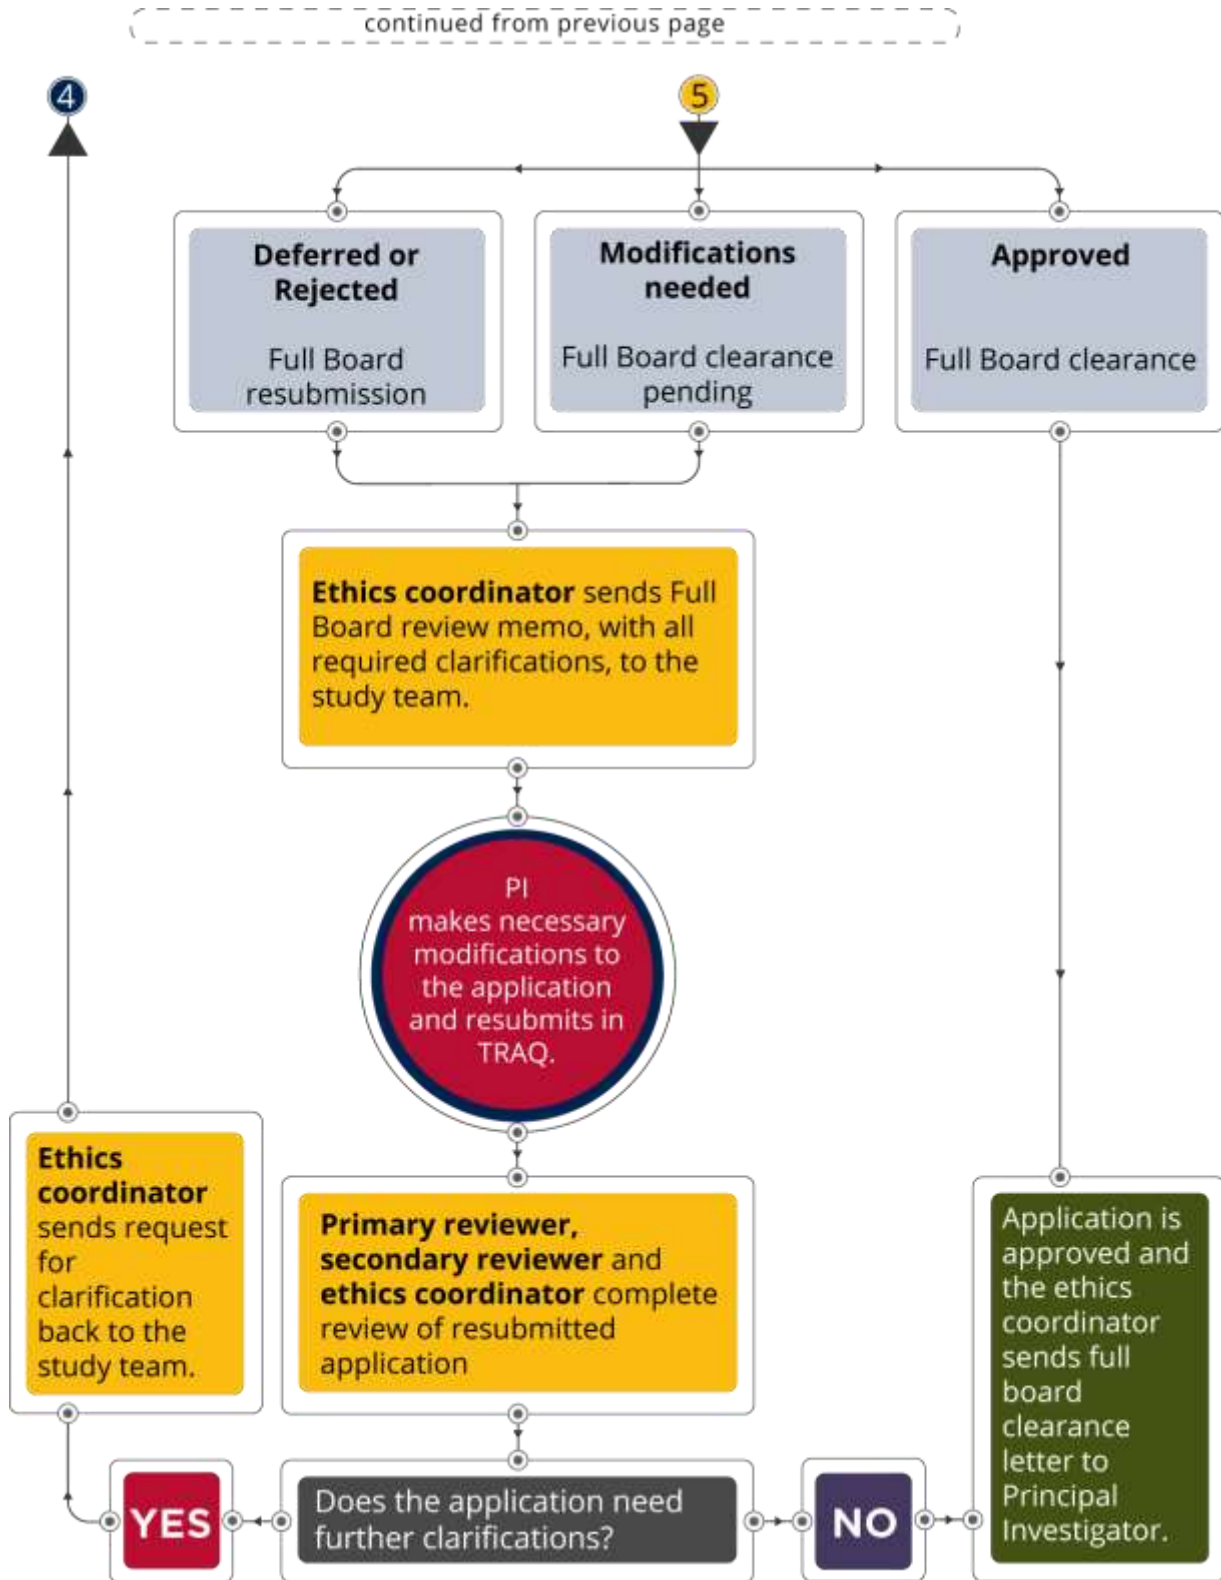 continued from previous page
4
5
Deferred or
Rejected
Full Board
resubmission
Modifications
needed
Full Board clearance
pending
Approved
Full Board clearance
Ethics coordinator sends Full
Board review memo, with all
required clarifications, to the
study team.
PI
makes necessary
modifications to
the application
and resubmits in
TRAQ.
Ethics
coordinator
sends request
for
clarification
back to the
study team.
Primary reviewer,
secondary reviewer and
ethics coordinator complete
review of resubmitted
application
Application is
approved and
the ethics
coordinator
sends full
board
clearance
letter to
Principal
Investigator.
YES
Does the application need
further clarifications?
NO